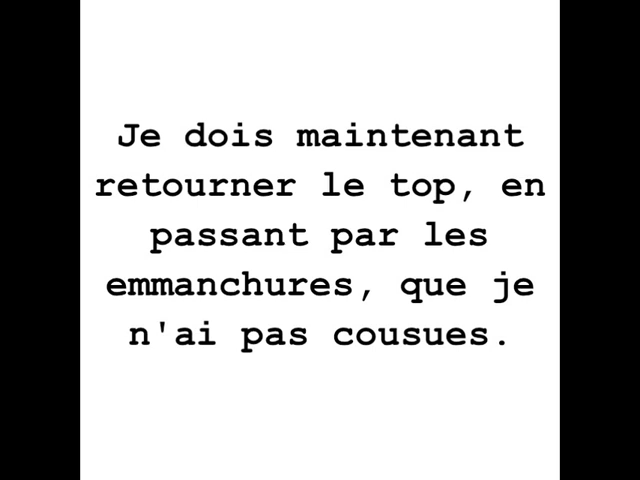 Je dois maintenant
retourner le top, en
passant par les
emmanchures, que je
n'ai pas cousues.